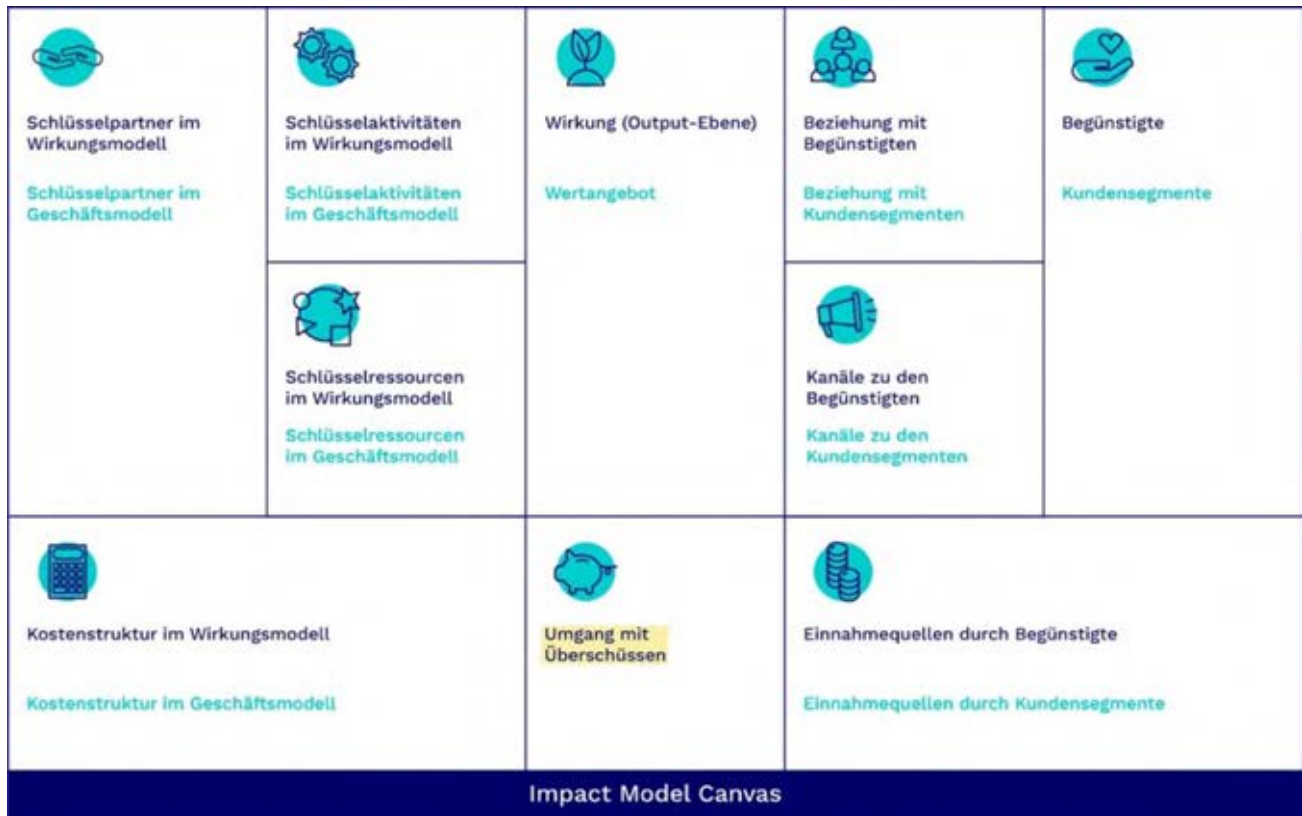 Schlüsselpartner im
Wirkungsmodell
Schlüsselpartner im
Geschäftsmodell
Schlüsselaktivitäten
im Wirkungsmodell
Schlüsselaktivitäten
im Geschäftsmodell
Schlüsselressourcen
im Wirkungsmodell
Schlüsselressourcen
im Geschäftsmodell
Wirkung (Output-Ebene)
Wertangebot
Beziehung mit
Begünstigten
Beziehung mit
Kundensegmenten
Kanäle zu den
Begünstigten
Kanäle zu den
Kundensegmenten
Begünstigte
Kundensegmente
Kostenstruktur im Wirkungsmodell
Kostenstruktur im Geschäftsmodell
Umgang mit
Überschüssen
Einnahmequellen durch Begünstigte
Einnahmequellen durch Kundensegmente
Impact Model Canvas